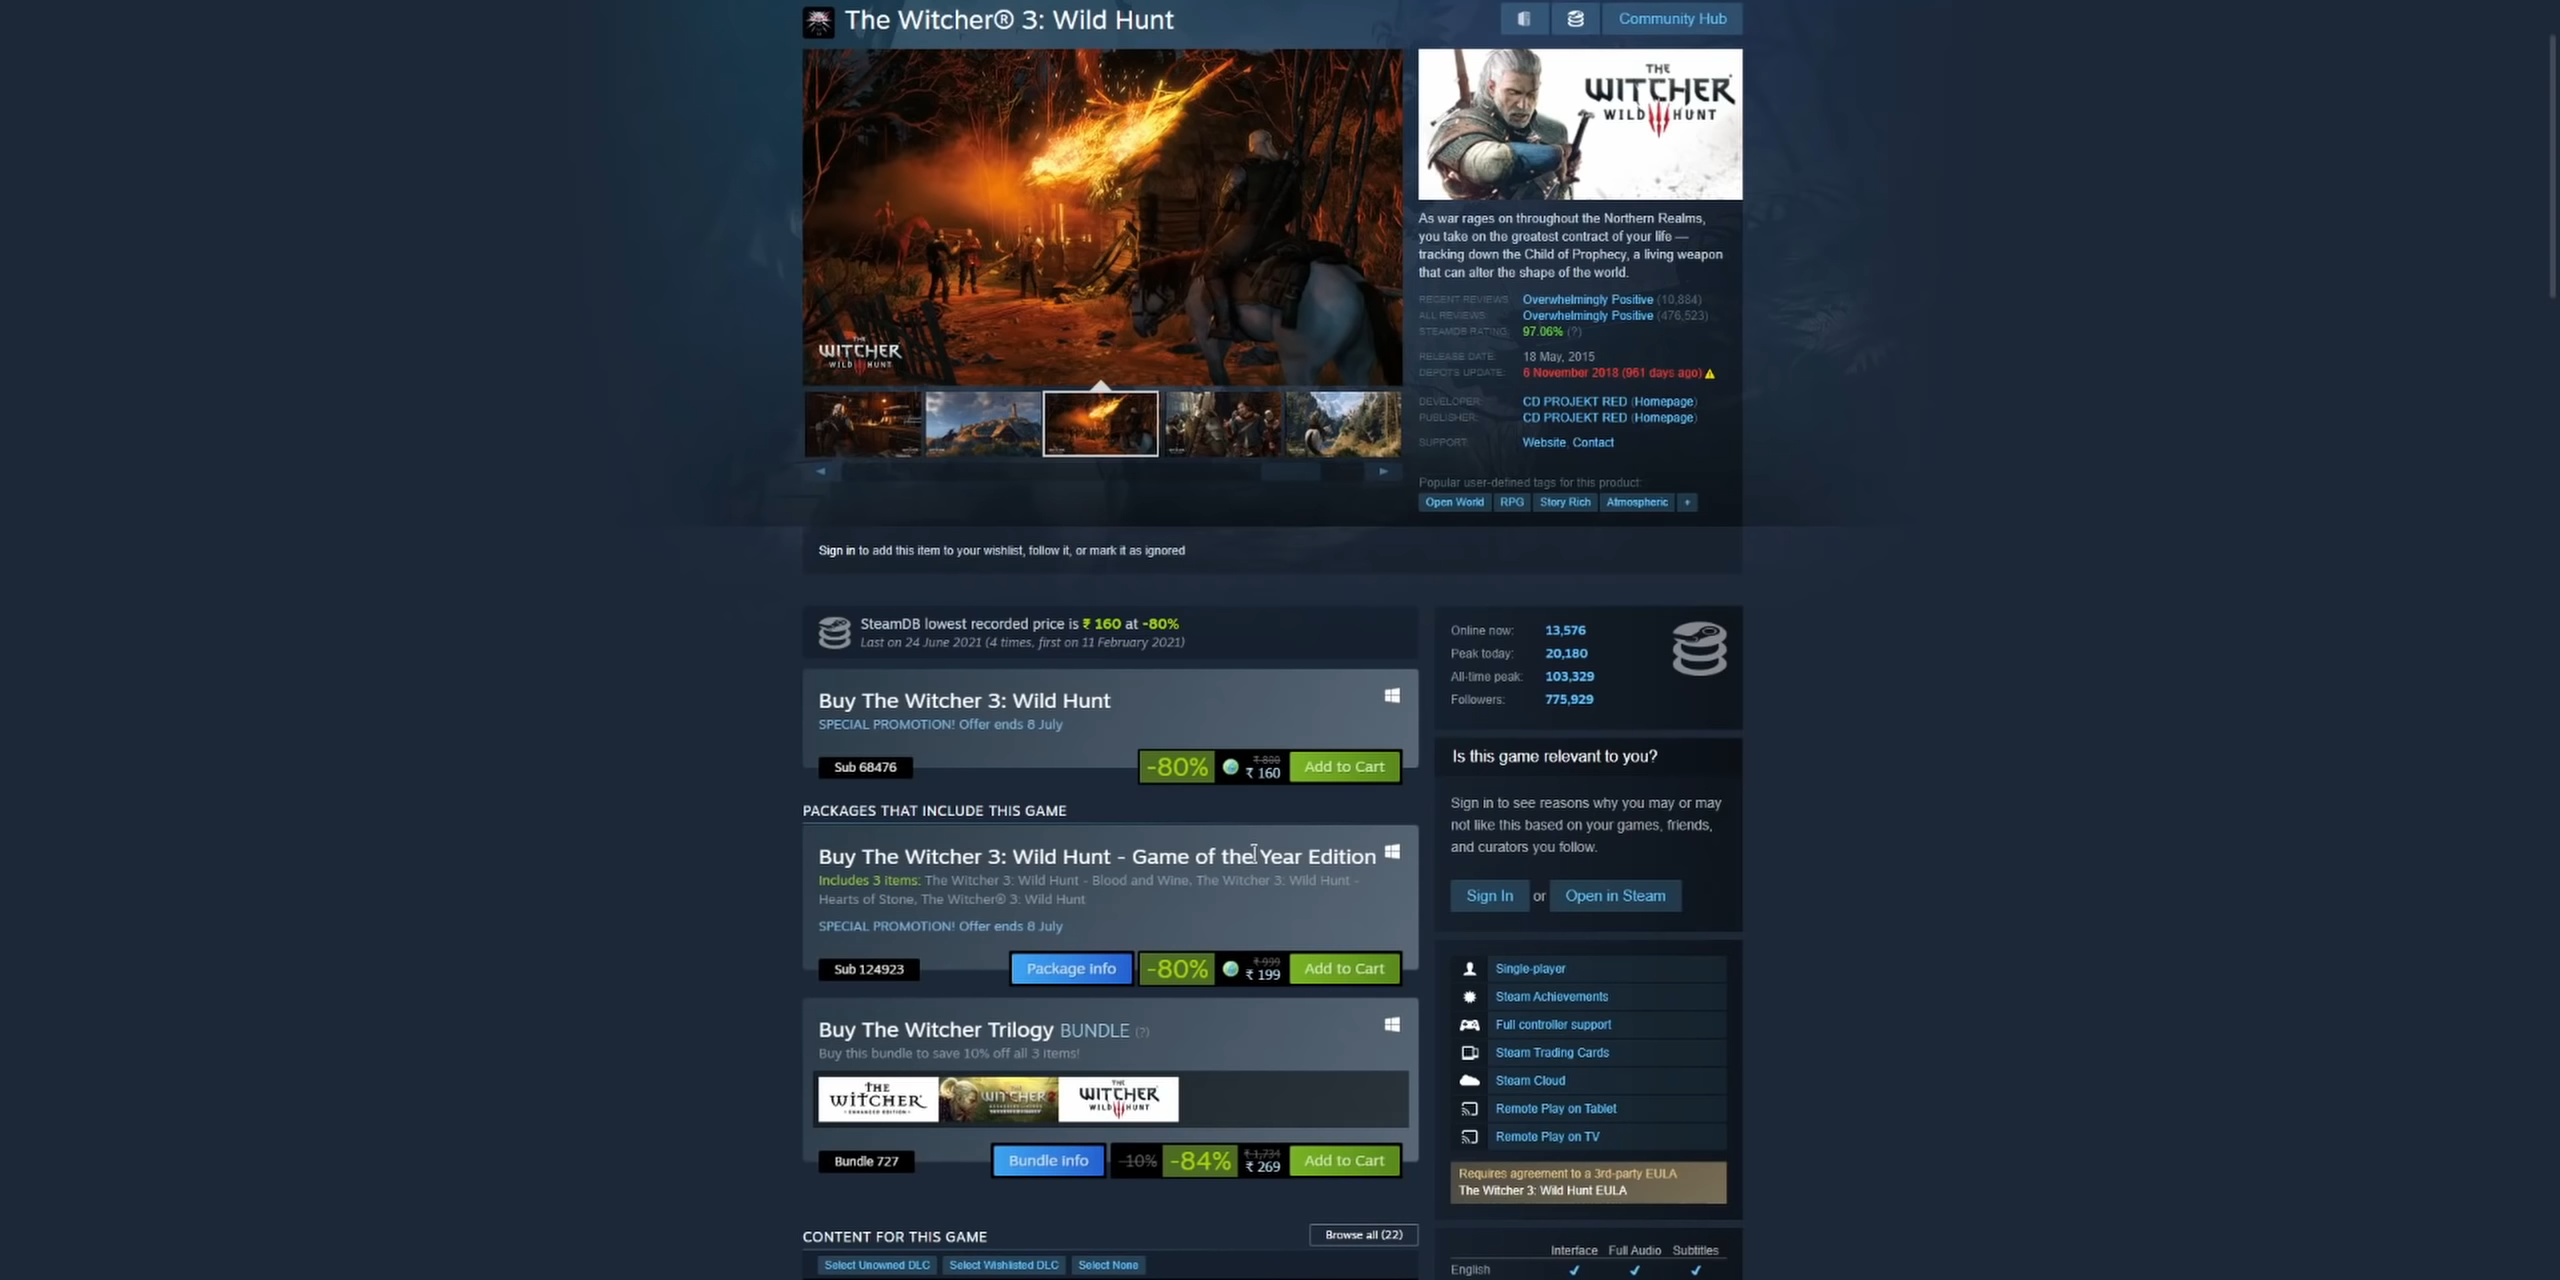 The Witcher® 3: Wild Hunt
Community Hub
THE WITCHER WILD HUNT
As war rages on throughout the Northern Realms,
you take on the greatest contract of your life —
tracking down the Child of Prophecy, a living weapon
that can alter the shape of the world.
RECENT REVIEWS: Overwhelmingly Positive (10,884)
ALL REVIEWS: Overwhelmingly Positive (476,523)
STEAMDB RATING: 97.06% (?)
RELEASE DATE: 18 May, 2015
DEPOTS UPDATE: 6 November 2018 (961 days ago)
DEVELOPER: CD PROJEKT RED (Homepage)
PUBLISHER: CD PROJEKT RED (Homepage)
SUPPORT: Website, Contact
Popular user-defined tags for this product:
Open World RPG Story Rich Atmospheric +
THE WITCHER WILD HUNT
Sign in to add this item to your wishlist, follow it, or mark it as ignored
SteamDB lowest recorded price is ₹ 160 at -80%
Last on 24 June 2021 (4 times, first on 11 February 2021)
Buy The Witcher 3: Wild Hunt
SPECIAL PROMOTION! Offer ends 8 July
Sub 68476
-80% ₹ 800 ₹ 160 Add to Cart
PACKAGES THAT INCLUDE THIS GAME
Buy The Witcher 3: Wild Hunt - Game of the Year Edition
Includes 3 items: The Witcher 3: Wild Hunt - Blood and Wine, The Witcher 3: Wild Hunt -
Hearts of Stone, The Witcher® 3: Wild Hunt
SPECIAL PROMOTION! Offer ends 8 July
Sub 124923
Package info -80% ₹ 999 ₹ 199 Add to Cart
Buy The Witcher Trilogy BUNDLE (?)
Buy this bundle to save 10% off all 3 items!
THE WITCHER ENHANCED EDITION
THE WITCHER 2
THE WITCHER WILD HUNT
Bundle 727
Bundle info -10% -84% ₹ 1,734 ₹ 269 Add to Cart
CONTENT FOR THIS GAME
Browse all (22)
Select Unowned DLC Select Wishlisted DLC Select None
Online now: 13,576
Peak today: 20,180
All-time peak: 103,329
Followers: 775,929
Is this game relevant to you?
Sign in to see reasons why you may or may
not like this based on your games, friends,
and curators you follow.
Sign In or Open in Steam
Single-player
Steam Achievements
Full controller support
Steam Trading Cards
Steam Cloud
Remote Play on Tablet
Remote Play on TV
Requires agreement to a 3rd-party EULA
The Witcher 3: Wild Hunt EULA
Interface Full Audio Subtitles
English ✔ ✔ ✔